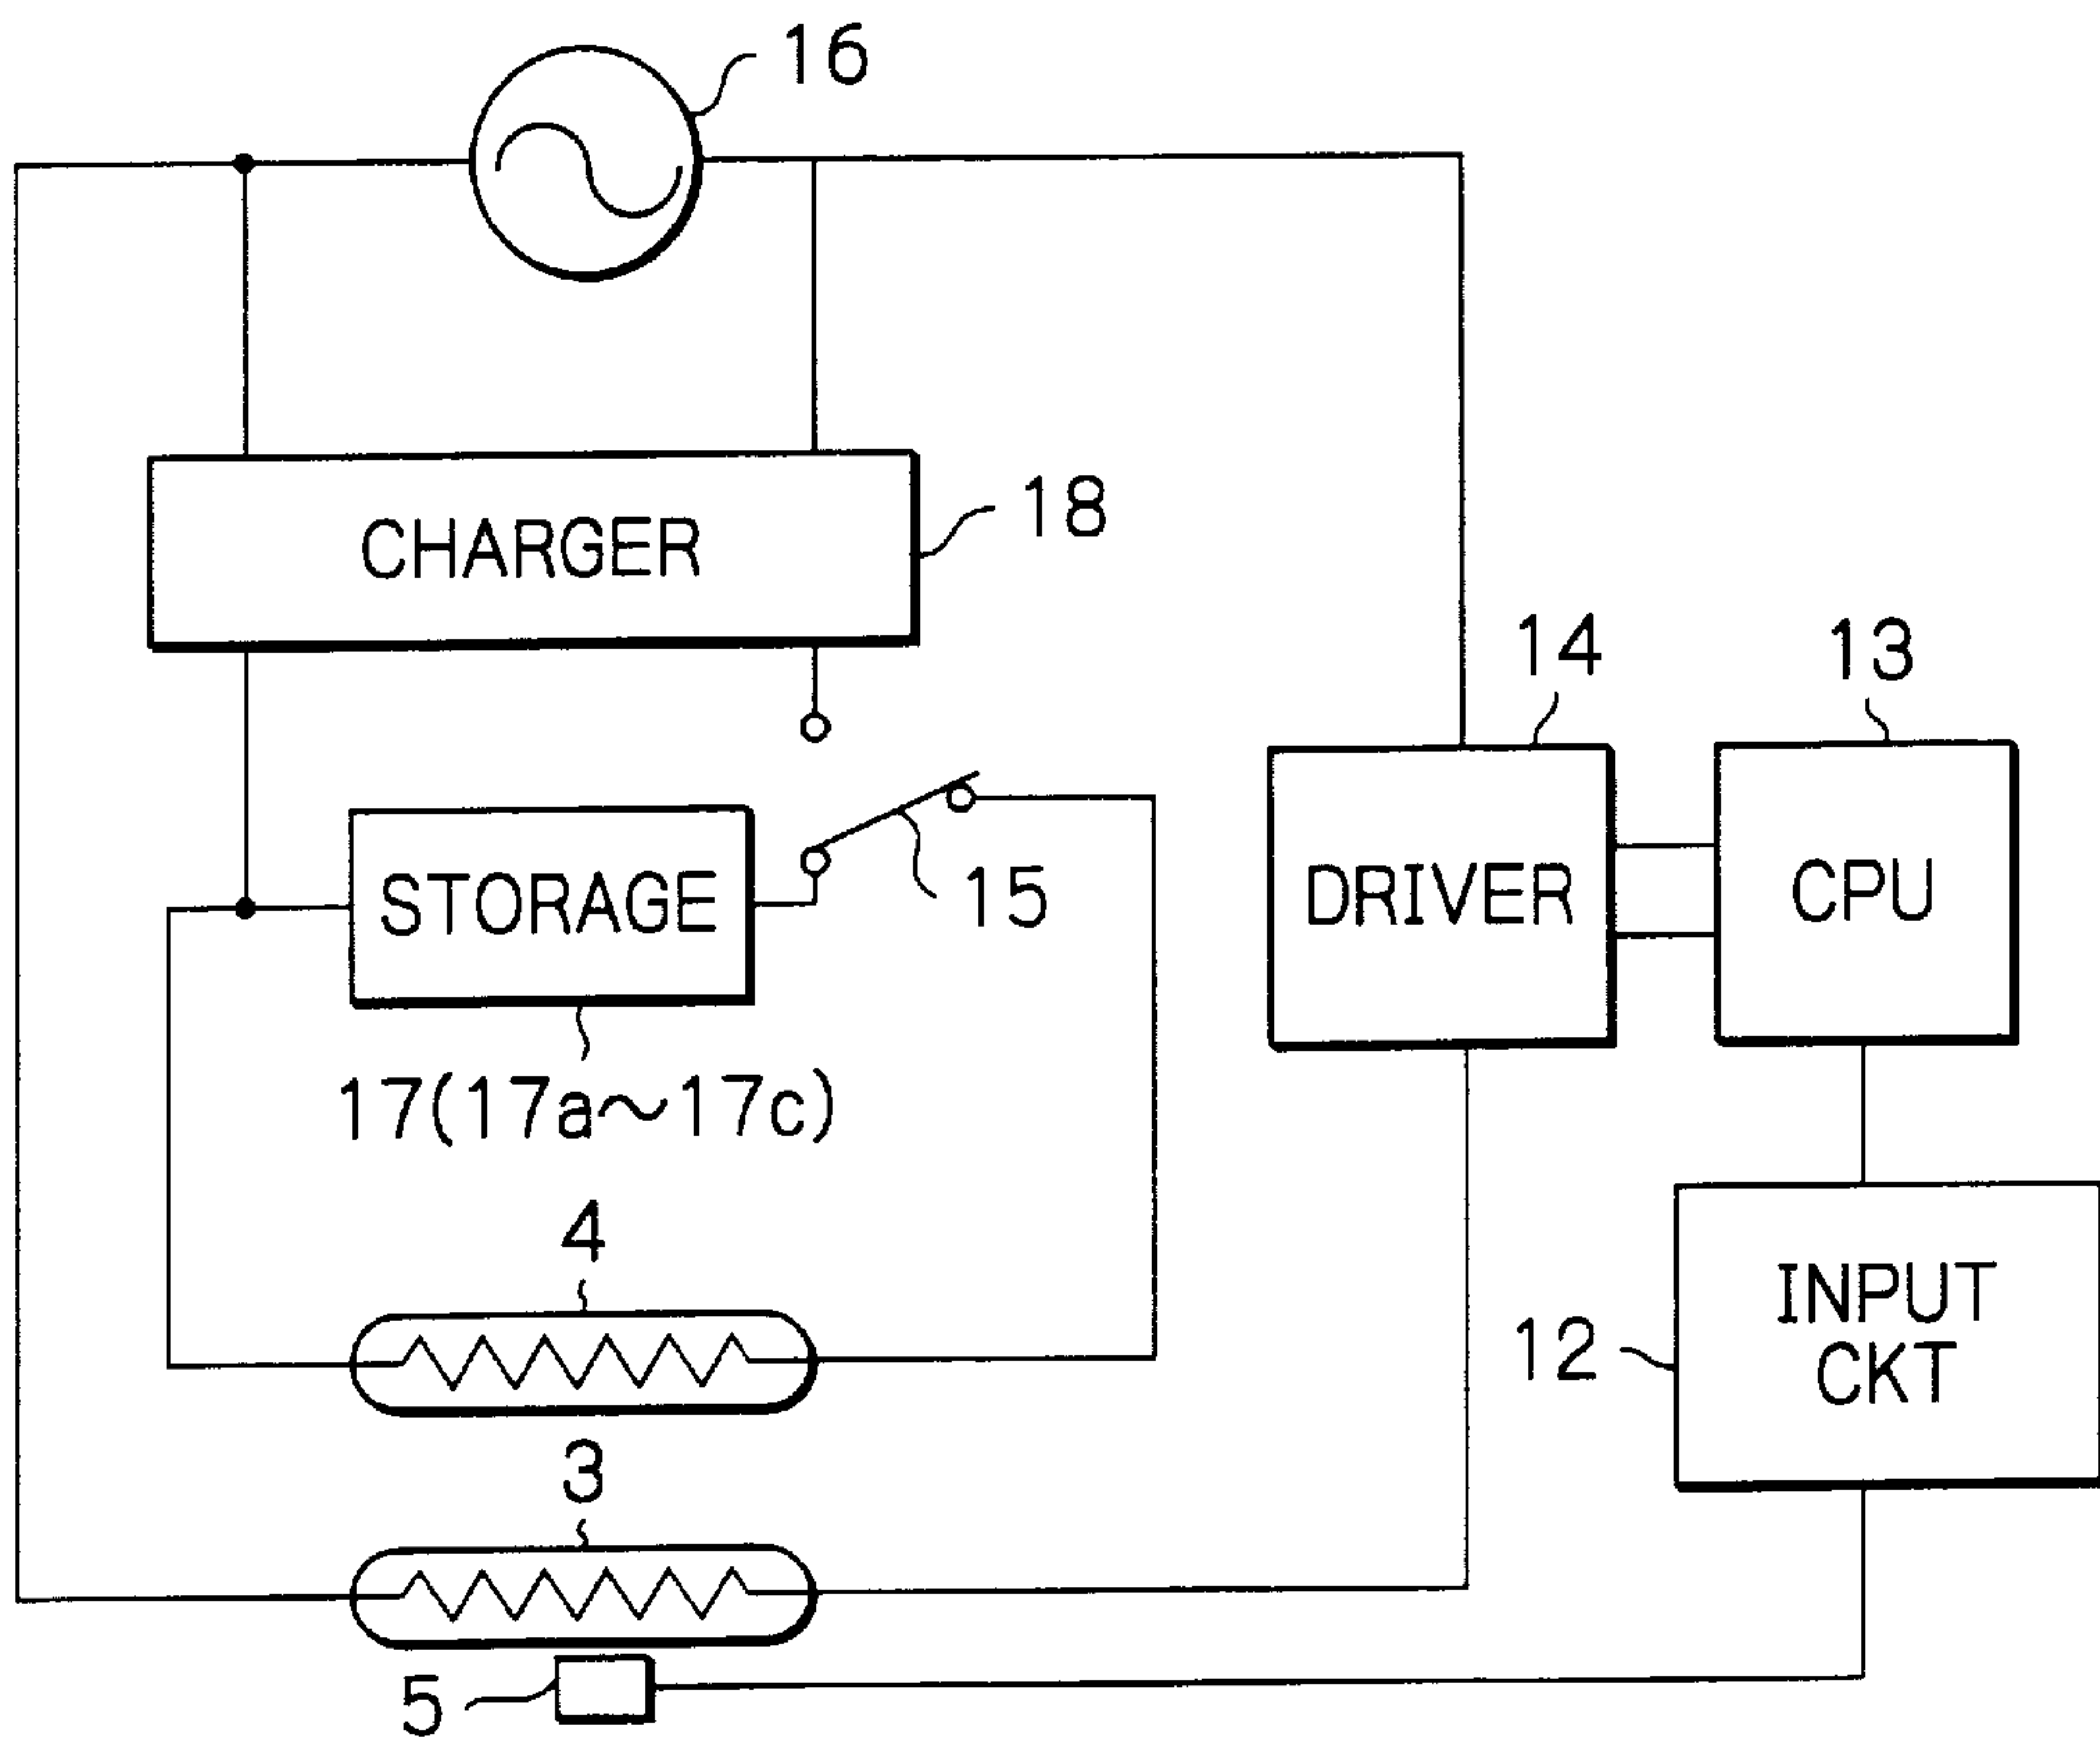 16
CHARGER
18
14
13
STORAGE
15
DRIVER
CPU
17(17a～17c)
4
INPUT
CKT
12
3
5